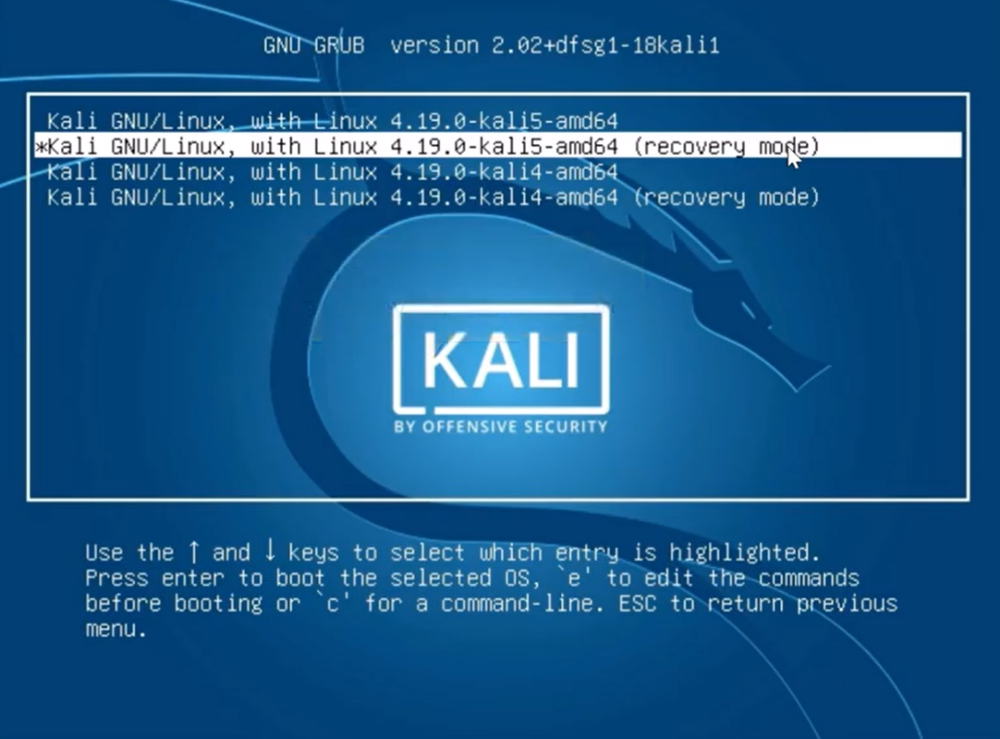 GNU GRUB  version 2.02+dfsg1-18kali1
Kali GNU/Linux, with Linux 4.19.0-kali5-amd64
*Kali GNU/Linux, with Linux 4.19.0-kali5-amd64 (recovery mode)
Kali GNU/Linux, with Linux 4.19.0-kali4-amd64
Kali GNU/Linux, with Linux 4.19.0-kali4-amd64 (recovery mode)
KALI
BY OFFENSIVE SECURITY
Use the ↑ and ↓ keys to select which entry is highlighted.
Press enter to boot the selected OS, `e' to edit the commands
before booting or `c' for a command-line. ESC to return previous
menu.